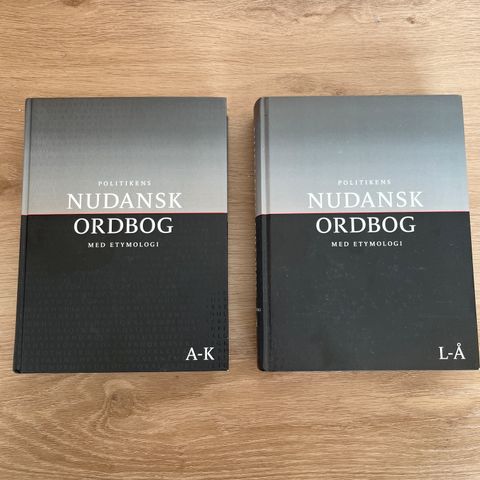 POLITIKENS
NUDANSK
ORDBOG
MED ETYMOLOGI
A-K
POLITIKENS
NUDANSK
ORDBOG
MED ETYMOLOGI
L-Å